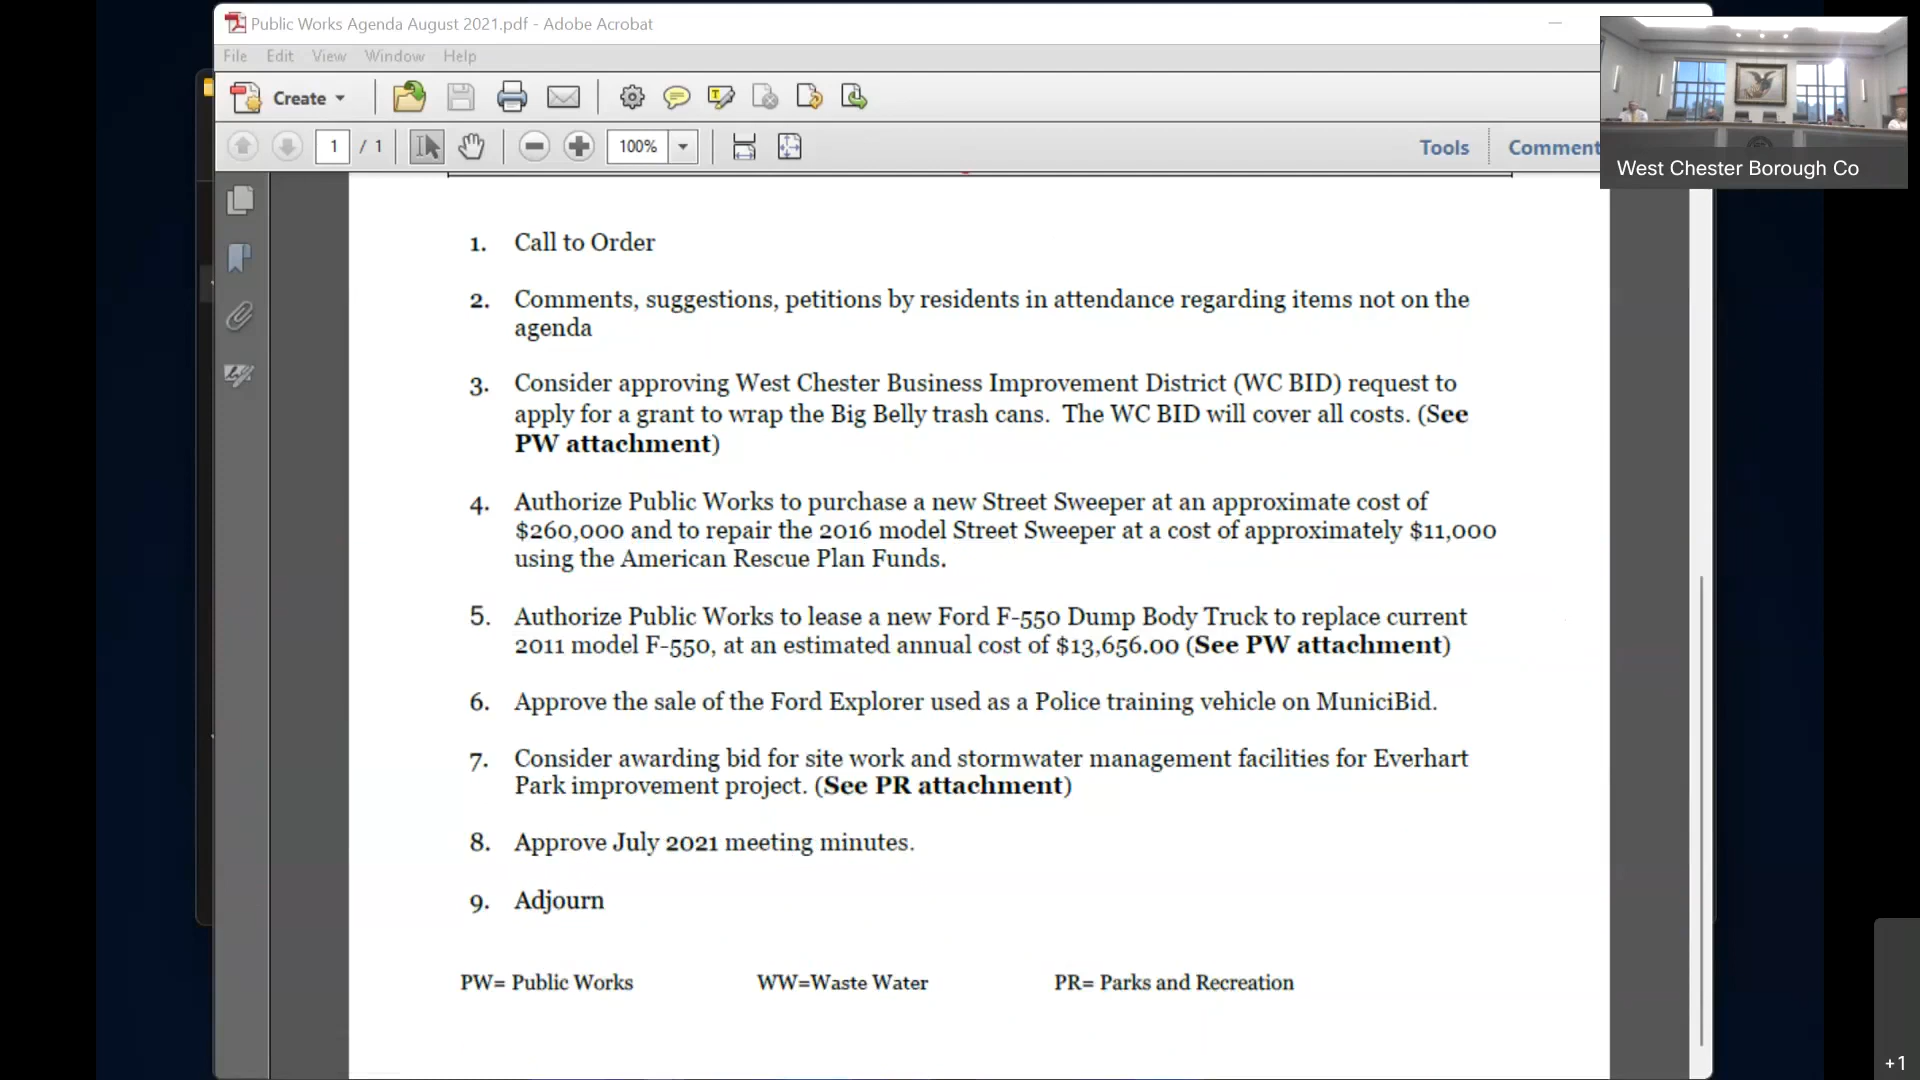 Public Works Agenda August 2021.pdf - Adobe Acrobat
File Edit View Window Help
Create
1 / 1 100% Tools Comment
West Chester Borough Co
1. Call to Order
2. Comments, suggestions, petitions by residents in attendance regarding items not on the
agenda
3. Consider approving West Chester Business Improvement District (WC BID) request to
apply for a grant to wrap the Big Belly trash cans. The WC BID will cover all costs. (See
PW attachment)
4. Authorize Public Works to purchase a new Street Sweeper at an approximate cost of
$260,000 and to repair the 2016 model Street Sweeper at a cost of approximately $11,000
using the American Rescue Plan Funds.
5. Authorize Public Works to lease a new Ford F-550 Dump Body Truck to replace current
2011 model F-550, at an estimated annual cost of $13,656.00 (See PW attachment)
6. Approve the sale of the Ford Explorer used as a Police training vehicle on MuniciBid.
7. Consider awarding bid for site work and stormwater management facilities for Everhart
Park improvement project. (See PR attachment)
8. Approve July 2021 meeting minutes.
9. Adjourn
PW= Public Works WW=Waste Water PR= Parks and Recreation
+1